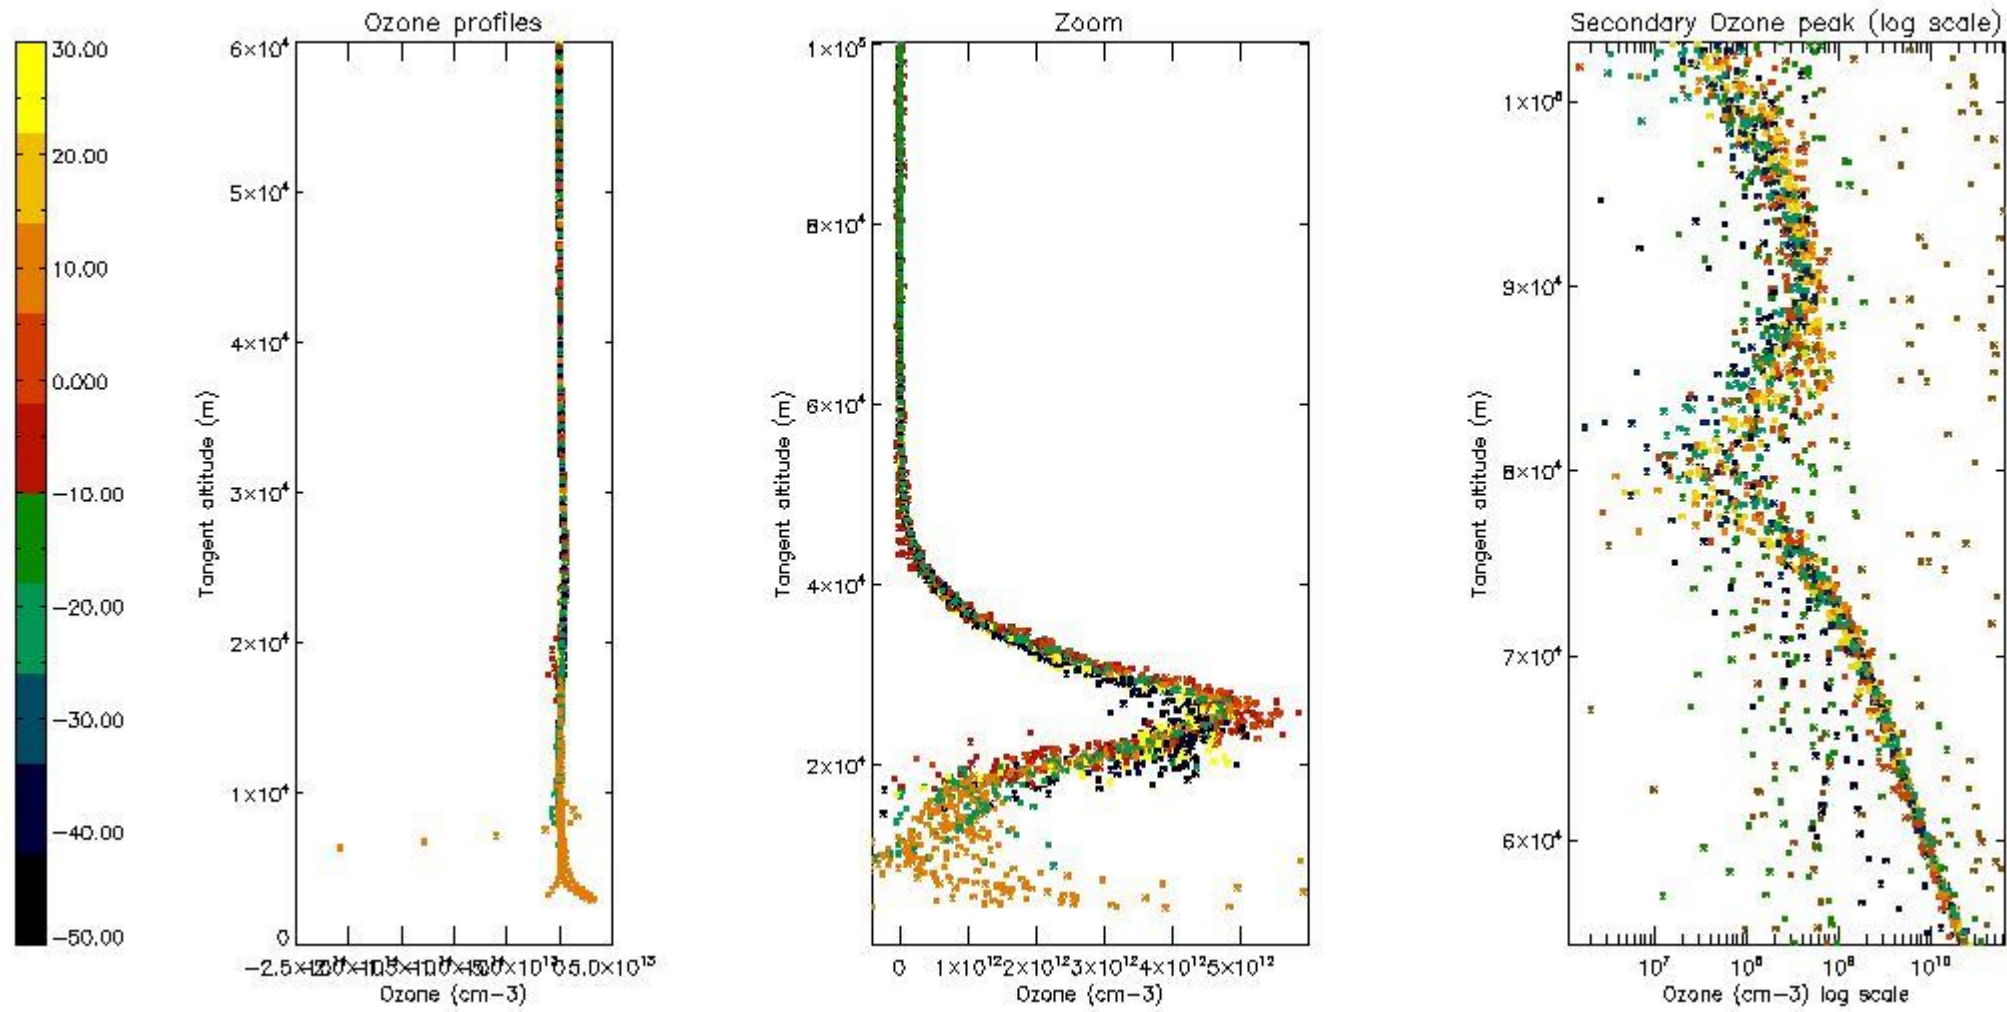 Ozone profiles
Zoom
Secondary Ozone peak (log scale)
30.00
20.00
10.00
0.000
−10.00
−20.00
−30.00
−40.00
−50.00
6×10⁴
5×10⁴
4×10⁴
3×10⁴
2×10⁴
1×10⁴
0
Tangent altitude (m)
5.0×10¹³
Ozone (cm−3)
1×10⁵
8×10⁴
6×10⁴
4×10⁴
2×10⁴
Tangent altitude (m)
0 1×10¹² 2×10¹² 3×10¹² 4×10¹² 5×10¹²
Ozone (cm−3)
1×10⁵
9×10⁴
8×10⁴
7×10⁴
6×10⁴
Tangent altitude (m)
10⁷ 10⁸ 10⁹ 10¹⁰
Ozone (cm−3) log scale